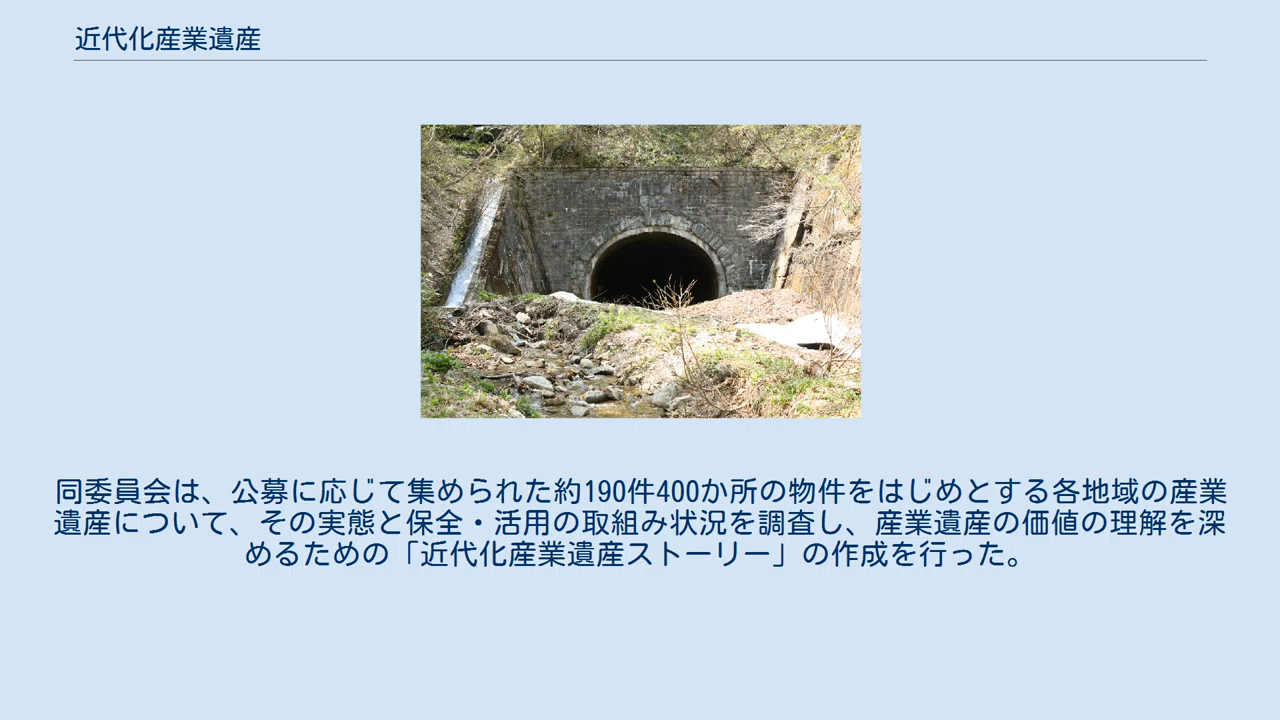 近代化産業遺産
同委員会は、公募に応じて集められた約190件400か所の物件をはじめとする各地域の産業
遺産について、その実態と保全・活用の取組み状況を調査し、産業遺産の価値の理解を深
めるための「近代化産業遺産ストーリー」の作成を行った。